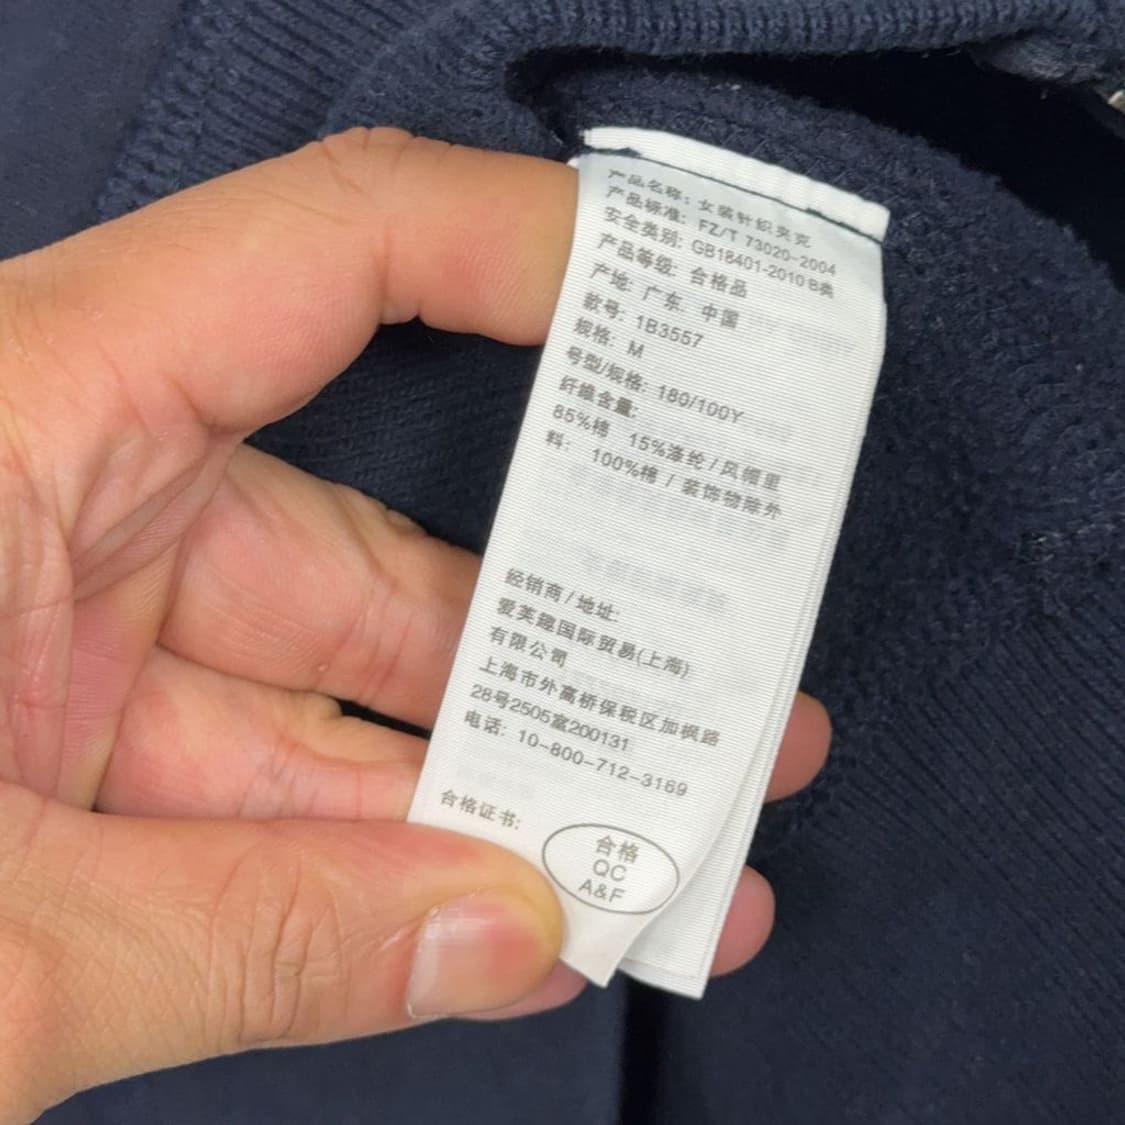 产品名称: 女装针织夹克
产品标准: FZ/T 73020-2004
安全类别: GB18401-2010 B类
产品等级: 合格品
产地: 广东 中国
款号: 1B3557
规格: M
号型/规格: 180/100Y
纤维含量:
85%棉 15%涤纶 / 风帽里
料: 100%棉 / 装饰物除外
经销商 / 地址:
爱芙趣国际贸易(上海)
有限公司
上海市外高桥保税区加枫路
28号2505室200131
电话: 10-800-712-3169
合格证书:
合格
QC
A&F